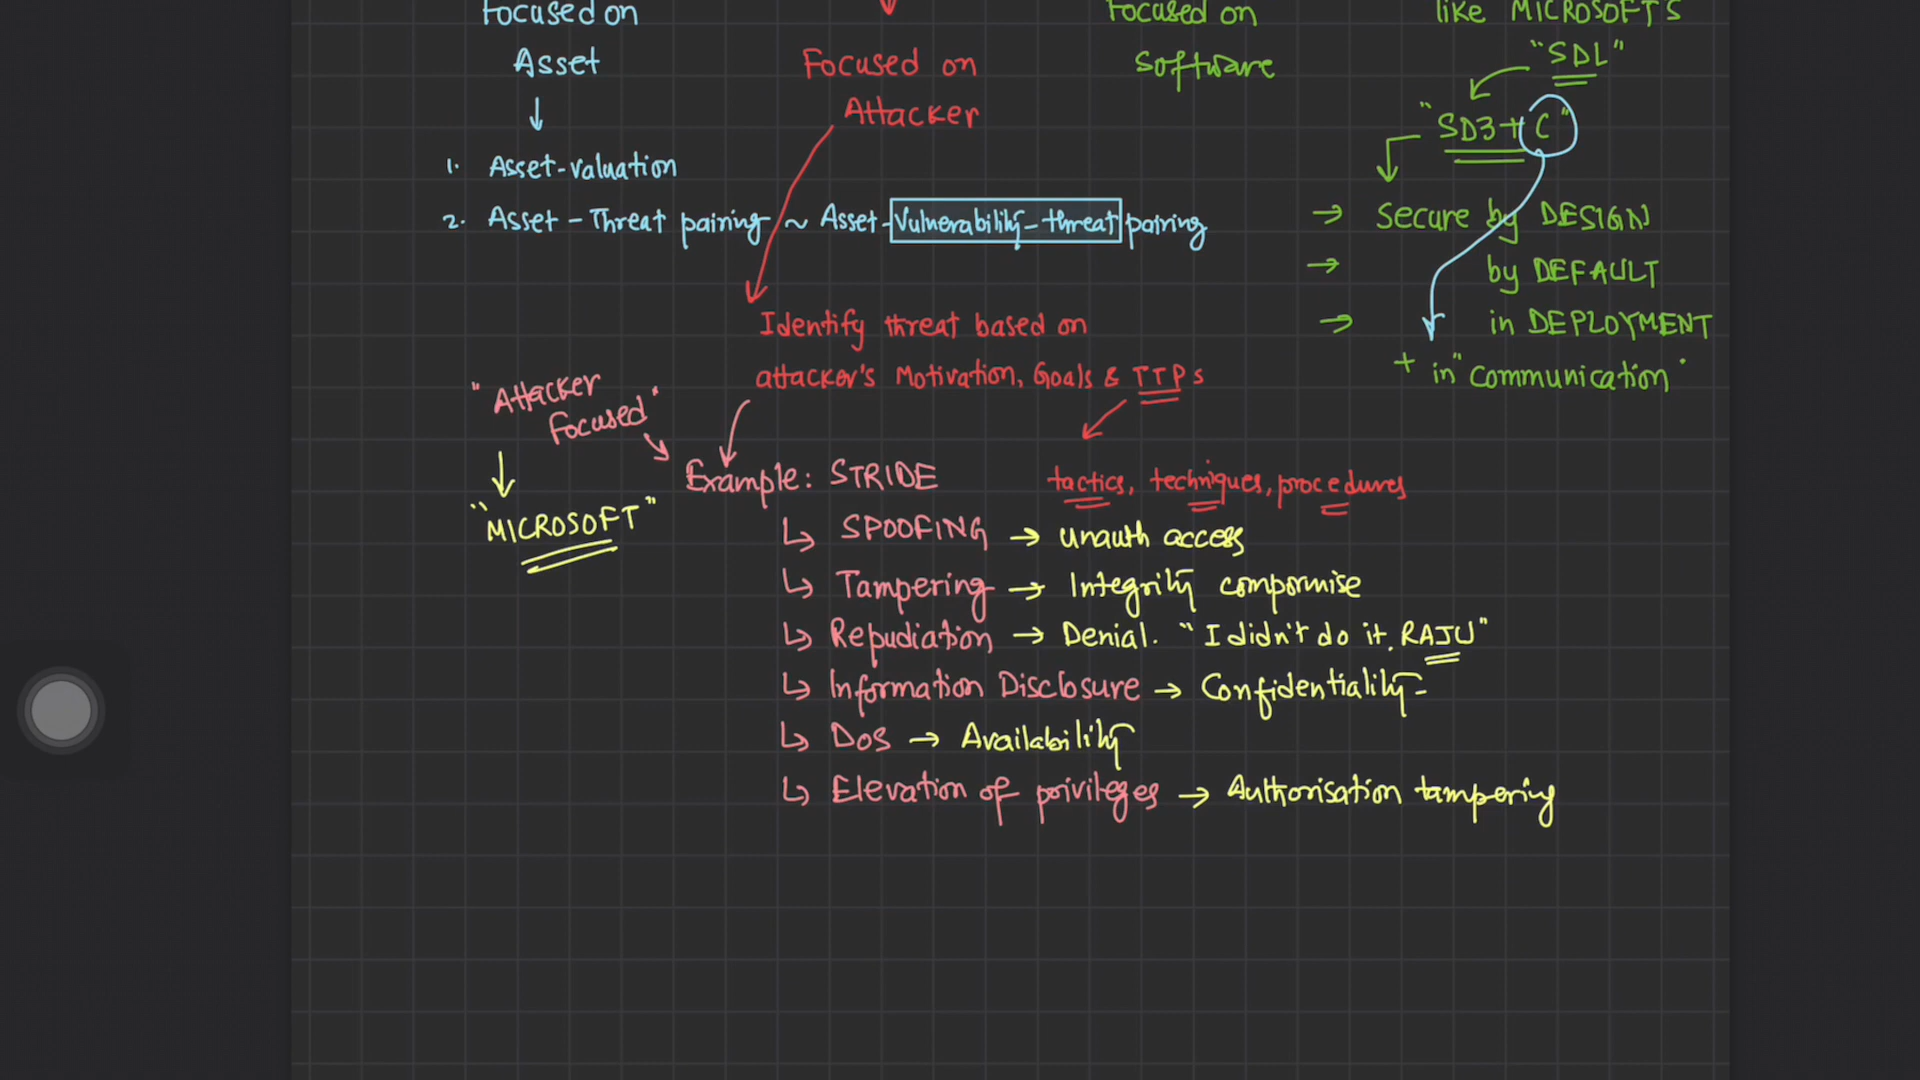 Focused on
Asset
1. Asset-valuation
2. Asset - Threat pairing ~ Asset-Vulnerability-threat pairing
Focused on
Attacker
Identify threat based on
attacker's Motivation, Goals & TTPs
tactics, techniques, procedures
Focused on
Software
like MICROSOFT'S
"SDL"
"SD3+C"
→ Secure by DESIGN
→ by DEFAULT
→ in DEPLOYMENT
+ in "communication"
"Attacker
Focused"
"MICROSOFT"
Example: STRIDE
↳ SPOOFING → unauth access
↳ Tampering → Integrity compormise
↳ Repudiation → Denial. "I didn't do it. RAJU"
↳ Information Disclosure → Confidentiality-
↳ DoS → Availability
↳ Elevation of privileges → Authorisation tampering